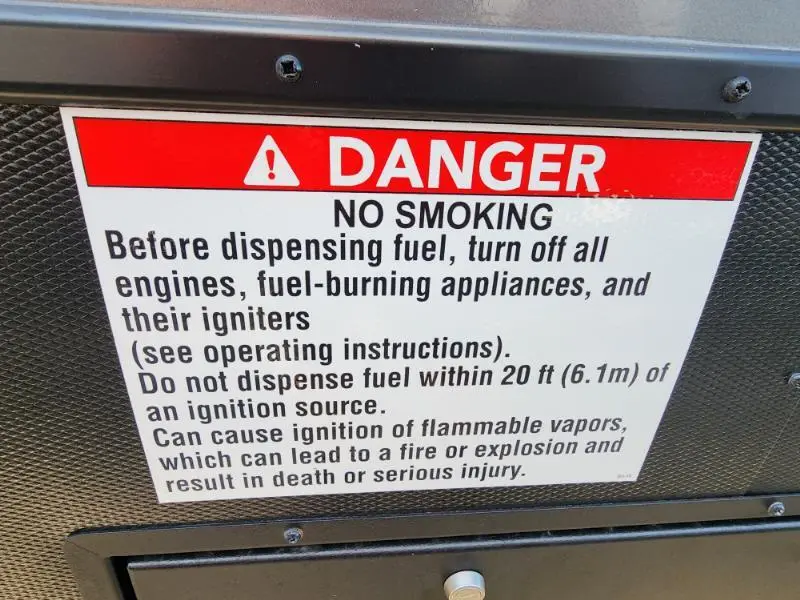 DANGER
NO SMOKING
Before dispensing fuel, turn off all
engines, fuel-burning appliances, and
their igniters
(see operating instructions).
Do not dispense fuel within 20 ft (6.1m) of
an ignition source.
Can cause ignition of flammable vapors,
which can lead to a fire or explosion and
result in death or serious injury.